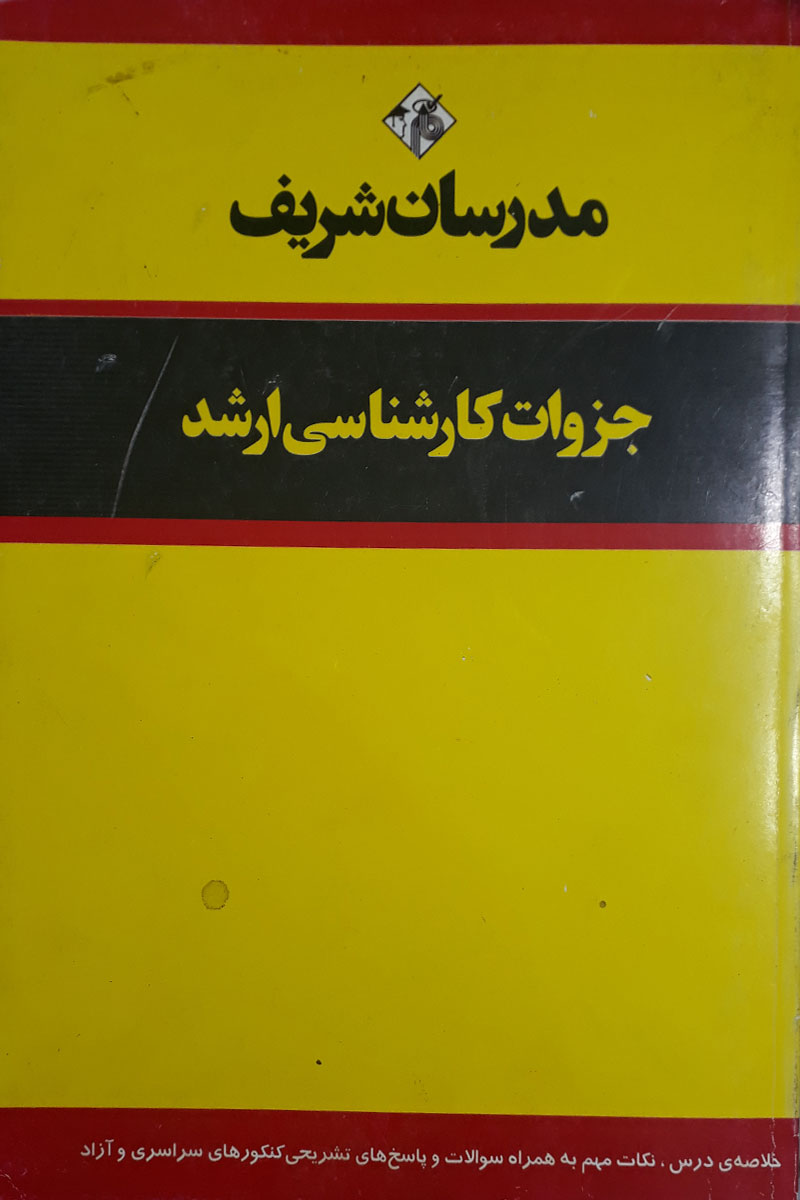 مدرسان شریف
جزوات کارشناسی ارشد
خلاصه‌ی درس، نکات مهم به همراه سوالات و پاسخ‌های تشریحی کنکورهای سراسری و آزاد